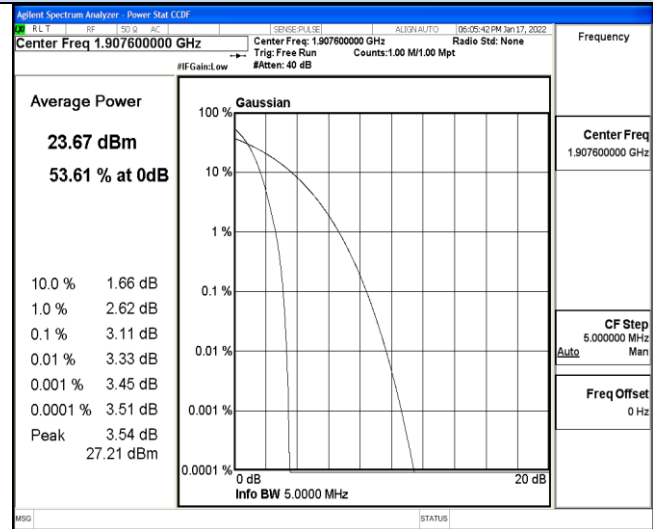 Agilent Spectrum Analyzer - Power Stat CCDF
LXI RLT RF 50 Ω AC SENSE:PULSE ALIGN AUTO 06:05:42 PM Jan 17, 2022
Center Freq 1.907600000 GHz
Center Freq: 1.907600000 GHz Radio Std: None
Trig: Free Run Counts:1.00 M/1.00 Mpt
#IFGain:Low #Atten: 40 dB
Frequency
Average Power
23.67 dBm
53.61 % at 0dB
10.0 % 1.66 dB
1.0 % 2.62 dB
0.1 % 3.11 dB
0.01 % 3.33 dB
0.001 % 3.45 dB
0.0001 % 3.51 dB
Peak 3.54 dB
27.21 dBm
Gaussian
100 %
10 %
1 %
0.1 %
0.01 %
0.001 %
0.0001 %
0 dB 20 dB
Info BW 5.0000 MHz
Center Freq
1.907600000 GHz
CF Step
5.000000 MHz
Auto Man
Freq Offset
0 Hz
MSG STATUS